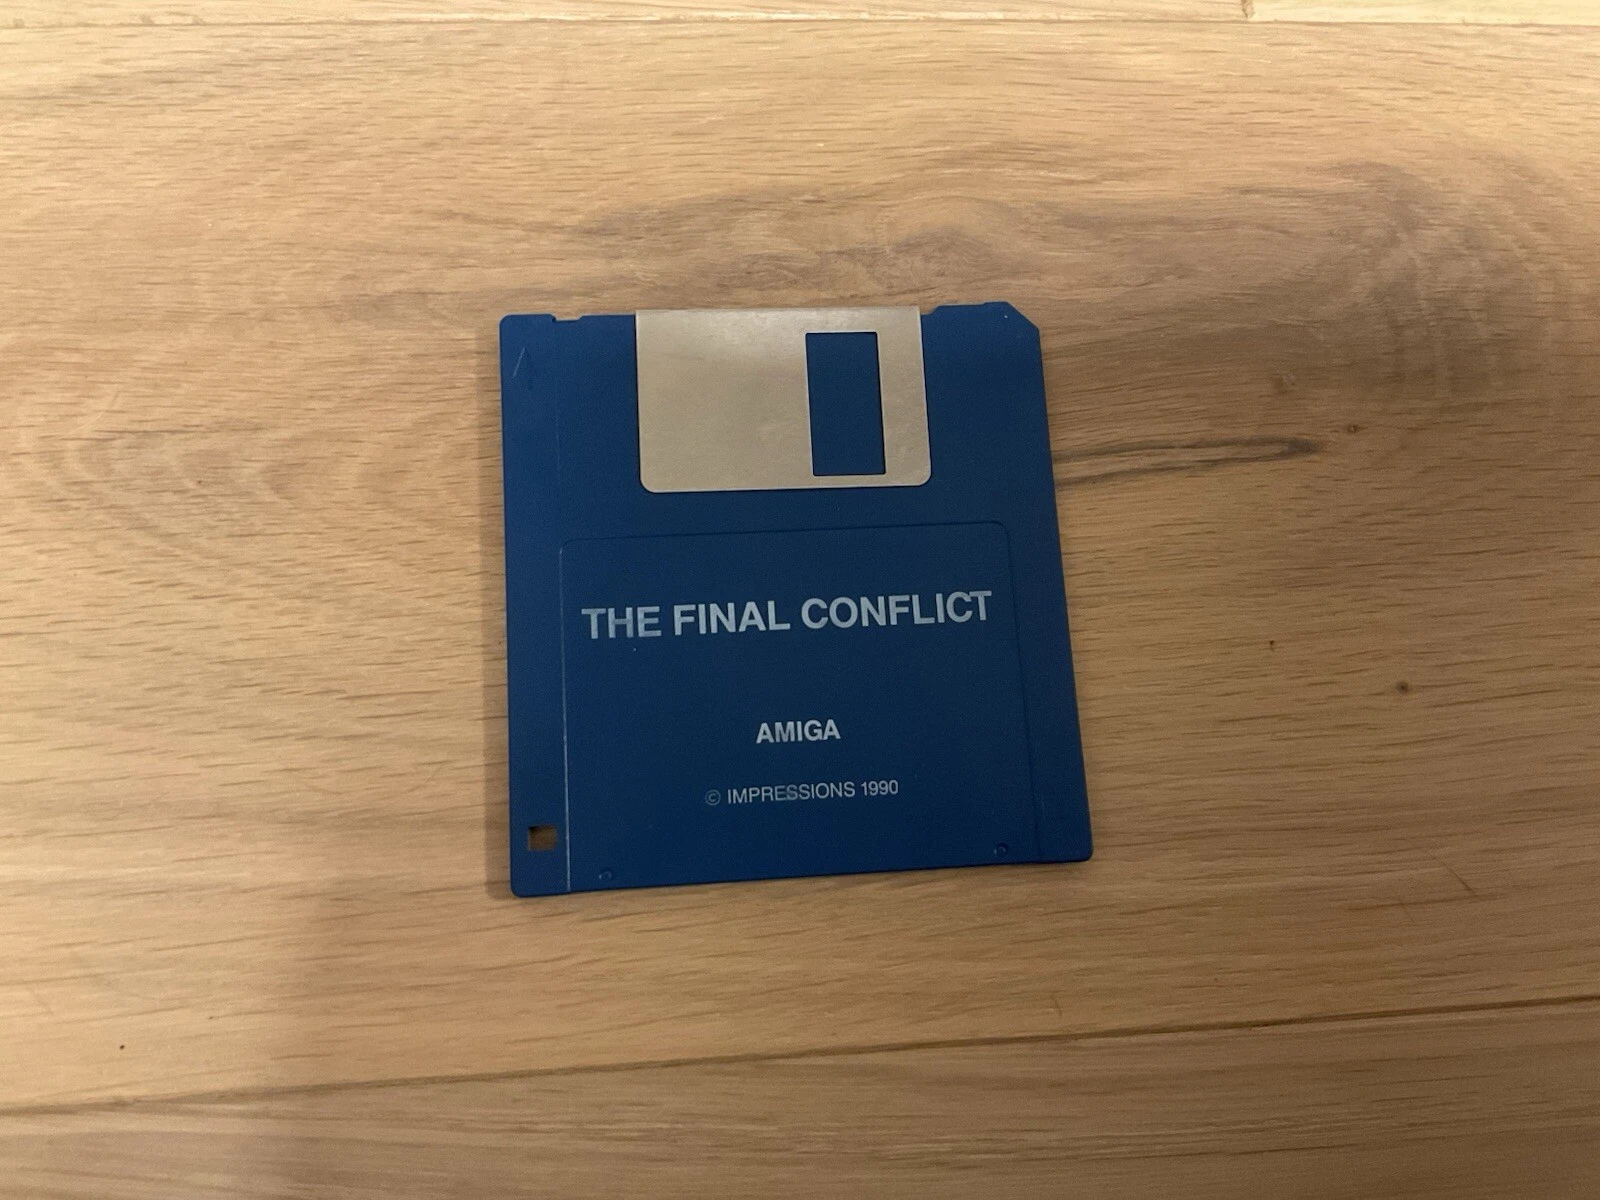 THE FINAL CONFLICT
AMIGA
© IMPRESSIONS 1990